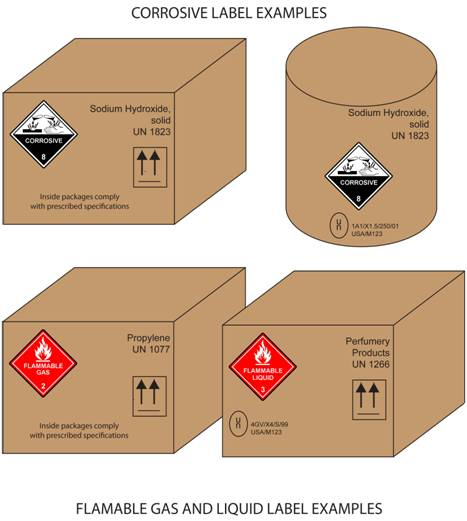 CORROSIVE LABEL EXAMPLES
Sodium Hydroxide,
solid
UN 1823
CORROSIVE
8
Inside packages comply
with prescribed specifications
Sodium Hydroxide,
solid
UN 1823
CORROSIVE
8
1A1/X1.5/250/01
USA/M123
Propylene
UN 1077
FLAMMABLE
GAS
2
Inside packages comply
with prescribed specifications
Perfumery
Products
UN 1266
FLAMMABLE
LIQUID
3
4GV/X4/S/99
USA/M123
FLAMABLE GAS AND LIQUID LABEL EXAMPLES